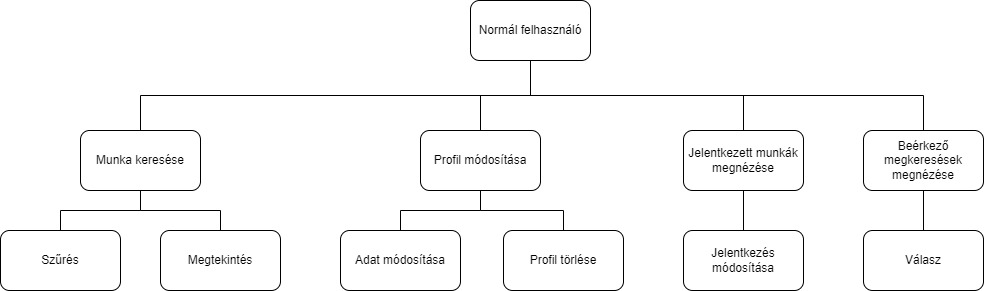 Normál felhasználó
Munka keresése
Profil módosítása
Jelentkezett munkák
megnézése
Beérkező
megkeresések
megnézése
Szűrés
Megtekintés
Adat módosítása
Profil törlése
Jelentkezés
módosítása
Válasz